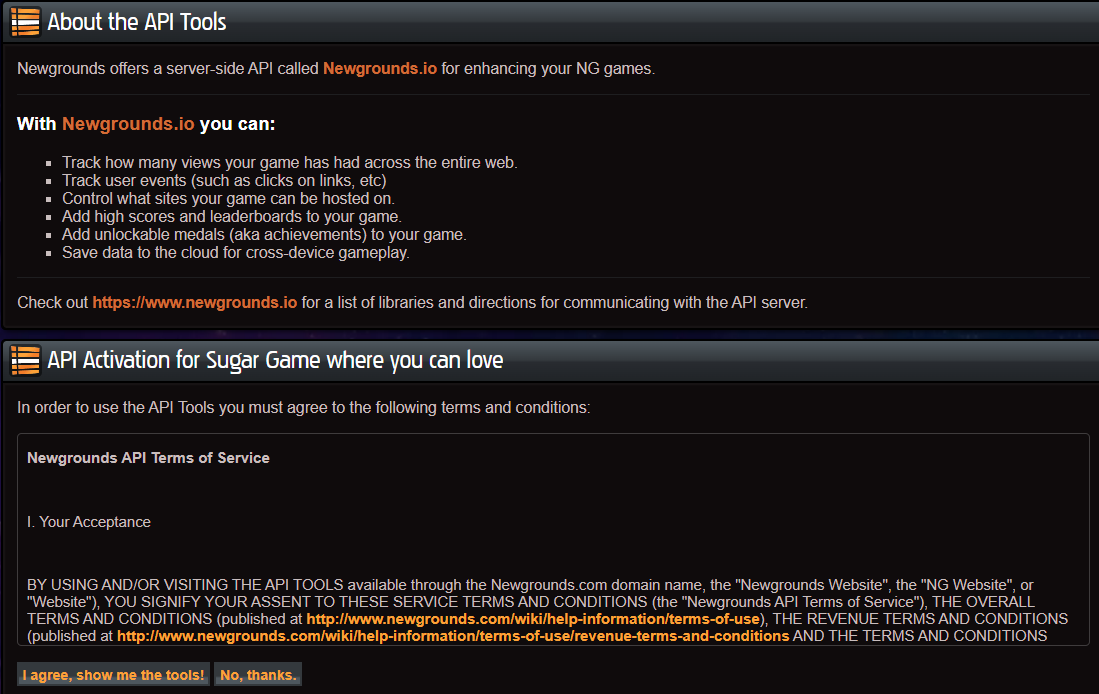 About the API Tools
Newgrounds offers a server-side API called Newgrounds.io for enhancing your NG games.
With Newgrounds.io you can:
Track how many views your game has had across the entire web.
Track user events (such as clicks on links, etc)
Control what sites your game can be hosted on.
Add high scores and leaderboards to your game.
Add unlockable medals (aka achievements) to your game.
Save data to the cloud for cross-device gameplay.
Check out https://www.newgrounds.io for a list of libraries and directions for communicating with the API server.
API Activation for Sugar Game where you can love
In order to use the API Tools you must agree to the following terms and conditions:
Newgrounds API Terms of Service
I. Your Acceptance
BY USING AND/OR VISITING THE API TOOLS available through the Newgrounds.com domain name, the "Newgrounds Website", the "NG Website", or
"Website"), YOU SIGNIFY YOUR ASSENT TO THESE SERVICE TERMS AND CONDITIONS (the "Newgrounds API Terms of Service"), THE OVERALL
TERMS AND CONDITIONS (published at http://www.newgrounds.com/wiki/help-information/terms-of-use), THE REVENUE TERMS AND CONDITIONS
(published at http://www.newgrounds.com/wiki/help-information/terms-of-use/revenue-terms-and-conditions AND THE TERMS AND CONDITIONS
I agree, show me the tools! No, thanks.